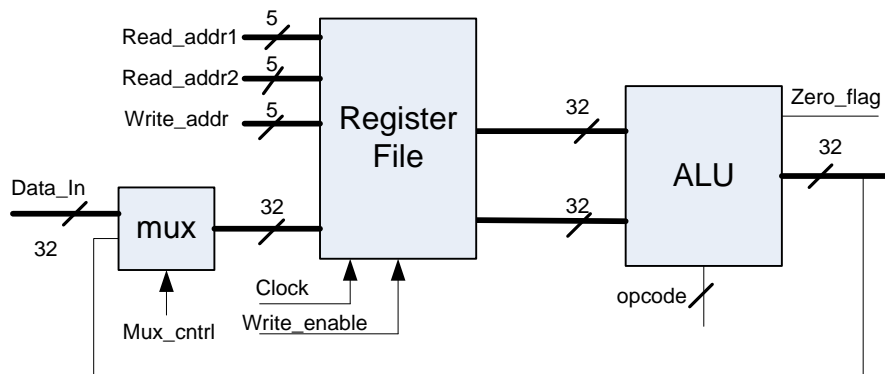 Read_addr1
5
Read_addr2
5
Write_addr
5
Register
File
32
32
ALU
Zero_flag
32
Data_In
32
mux
32
Mux_cntrl
Clock
Write_enable
opcode